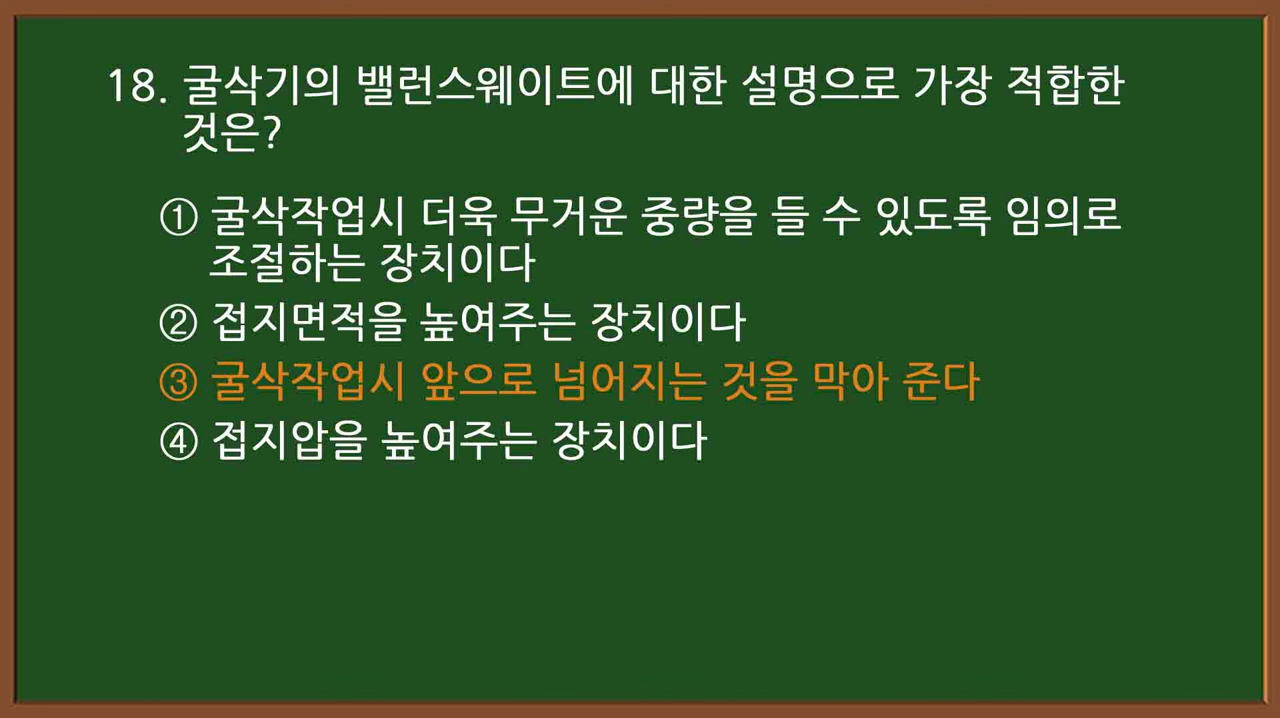 18. 굴삭기의 밸런스웨이트에 대한 설명으로 가장 적합한
것은?
① 굴삭작업시 더욱 무거운 중량을 들 수 있도록 임의로
조절하는 장치이다
② 접지면적을 높여주는 장치이다
③ 굴삭작업시 앞으로 넘어지는 것을 막아 준다
④ 접지압을 높여주는 장치이다